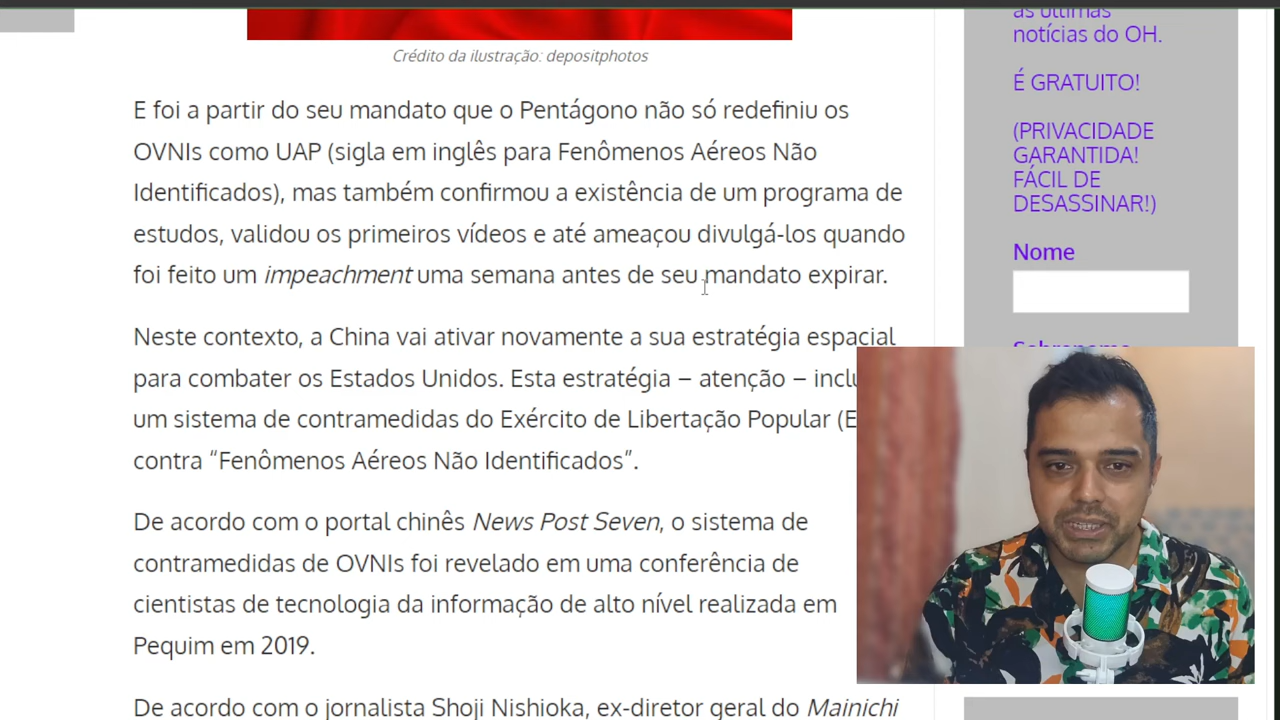 Crédito da ilustração: depositphotos
E foi a partir do seu mandato que o Pentágono não só redefiniu os
OVNIs como UAP (sigla em inglês para Fenômenos Aéreos Não
Identificados), mas também confirmou a existência de um programa de
estudos, validou os primeiros vídeos e até ameaçou divulgá-los quando
foi feito um impeachment uma semana antes de seu mandato expirar.
Neste contexto, a China vai ativar novamente a sua estratégia espacial
para combater os Estados Unidos. Esta estratégia – atenção –
um sistema de contramedidas do Exército de Libertação Popular
contra “Fenômenos Aéreos Não Identificados”.
De acordo com o portal chinês News Post Seven, o sistema de
contramedidas de OVNIs foi revelado em uma conferência de
cientistas de tecnologia da informação de alto nível realizada em
Pequim em 2019.
De acordo com o jornalista Shoji Nishioka, ex-diretor geral do Mainichi
as últimas
notícias do OH.
É GRATUITO!
(PRIVACIDADE
GARANTIDA!
FÁCIL DE
DESASSINAR!)
Nome
Sobrenome